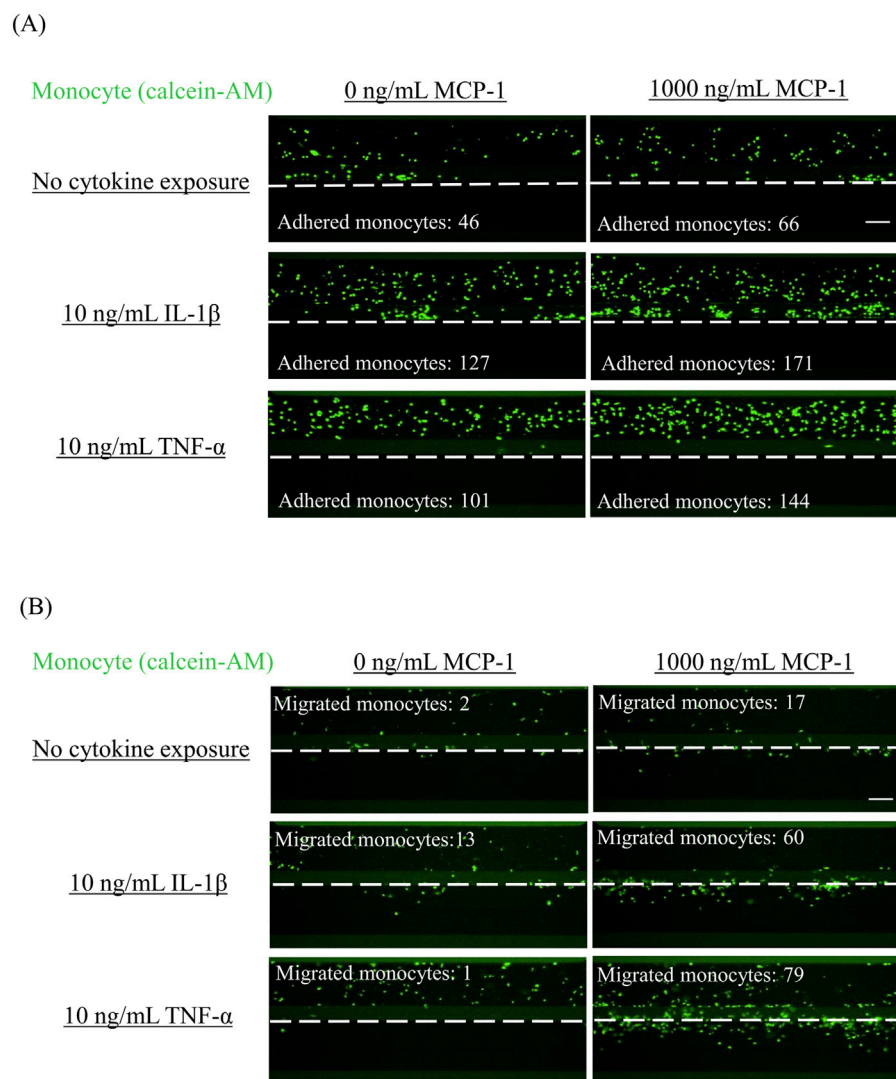 (A)
Monocyte (calcein-AM)
0 ng/mL MCP-1
1000 ng/mL MCP-1
No cytokine exposure
Adhered monocytes: 46
Adhered monocytes: 66
10 ng/mL IL-1β
Adhered monocytes: 127
Adhered monocytes: 171
10 ng/mL TNF-α
Adhered monocytes: 101
Adhered monocytes: 144
(B)
Monocyte (calcein-AM)
0 ng/mL MCP-1
1000 ng/mL MCP-1
Migrated monocytes: 2
Migrated monocytes: 17
No cytokine exposure
Migrated monocytes:13
Migrated monocytes: 60
10 ng/mL IL-1β
Migrated monocytes: 1
Migrated monocytes: 79
10 ng/mL TNF-α